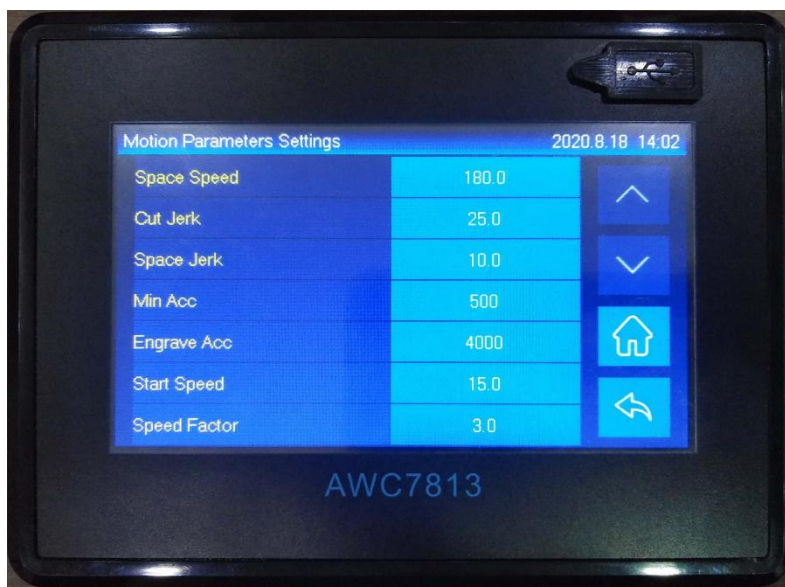 Motion Parameters Settings 2020.8.18 14:02
Space Speed 180.0
Cut Jerk 25.0
Space Jerk 10.0
Min Acc 500
Engrave Acc 4000
Start Speed 15.0
Speed Factor 3.0
AWC7813